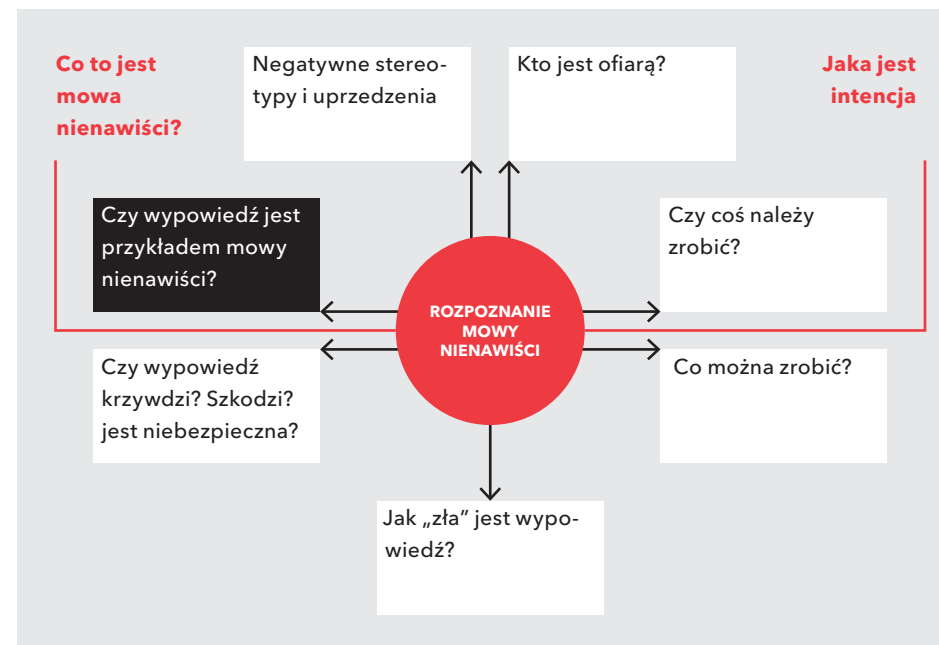 Co to jest
mowa
nienawiści?
Negatywne stereo-
typy i uprzedzenia
Kto jest ofiarą?
Jaka jest
intencja
Czy wypowiedź jest
przykładem mowy
nienawiści?
Czy coś należy
zrobić?
ROZPOZNANIE
MOWY
NIENAWIŚCI
Czy wypowiedź
krzywdzi? Szkodzi?
jest niebezpieczna?
Co można zrobić?
Jak „zła” jest wypo-
wiedź?